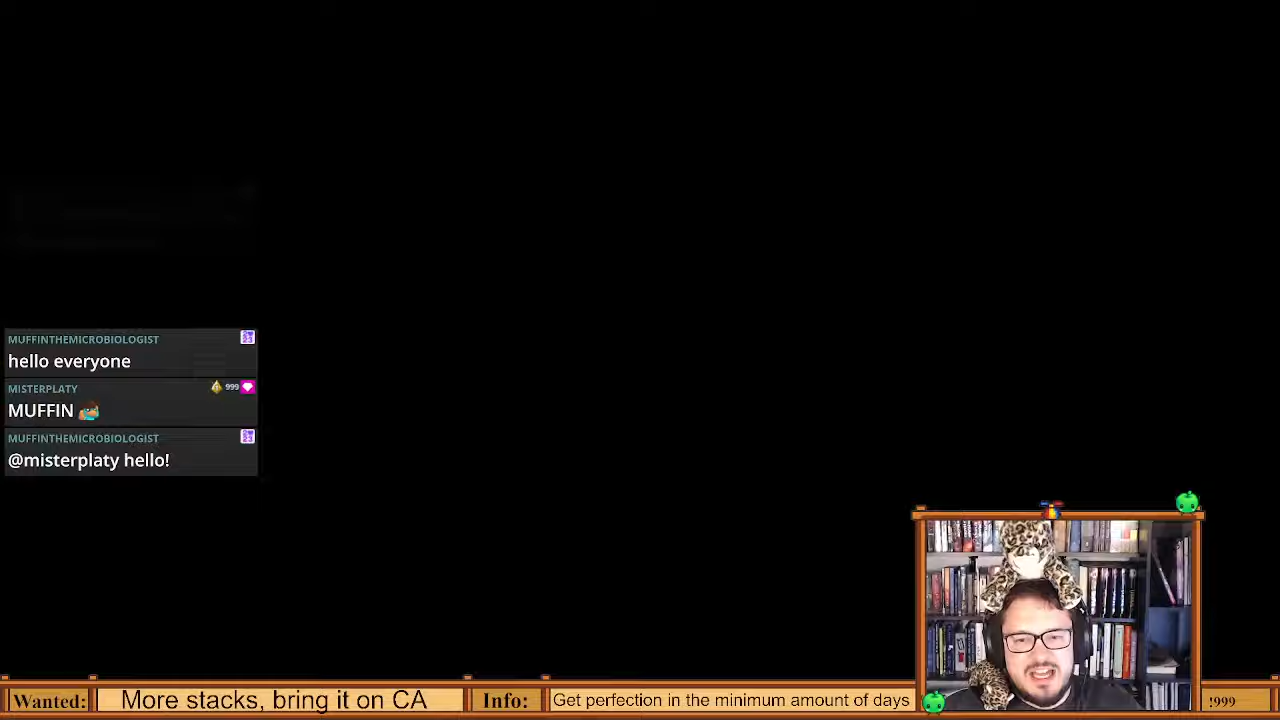 MUFFINTHEMICROBIOLOGIST
hello everyone
MISTERPLATY 999
MUFFIN
MUFFINTHEMICROBIOLOGIST
@misterplaty hello!
Wanted: More stacks, bring it on CA Info: Get perfection in the minimum amount of days !999